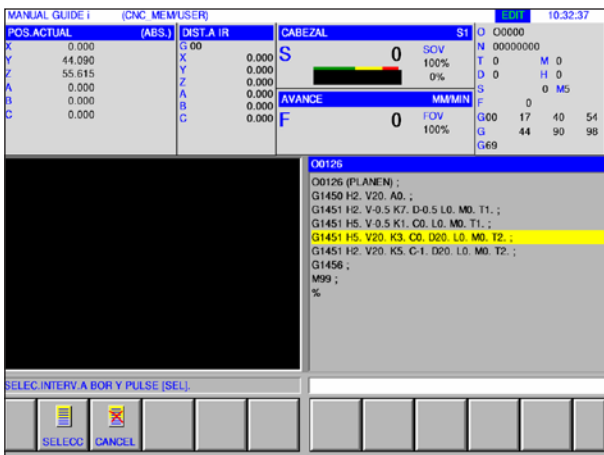 MANUAL GUIDE i (CNC_MEM/USER) EDIT 10:32:37
POS.ACTUAL (ABS.) DIST.A IR CABEZAL S1 O O0000
X 0.000 G 00 N 00000000
Y 44.090 X 0.000 S 0 SOV T 0 M 0
Z 55.615 Y 0.000 100% D 0 H 0
A 0.000 Z 0.000 0% S 0 M5
B 0.000 A 0.000 AVANCE MM/MIN F 0
C 0.000 B 0.000 F 0 FOV G00 17 40 54
C 0.000 100% G 44 90 98
G69
O0126
O0126 (PLANEN) ;
G1450 H2. V20. A0. ;
G1451 H2. V-0.5 K7. D-0.5 L0. M0. T1. ;
G1451 H5. V-0.5 K1. C0. L0. M0. T1. ;
G1451 H5. V20. K3. C0. D20. L0. M0. T2. ;
G1451 H2. V20. K5. C-1. D20. L0. M0. T2. ;
G1456 ;
M99 ;
%
SELEC.INTERV.A BOR Y PULSE [SEL].
SELECC CANCEL